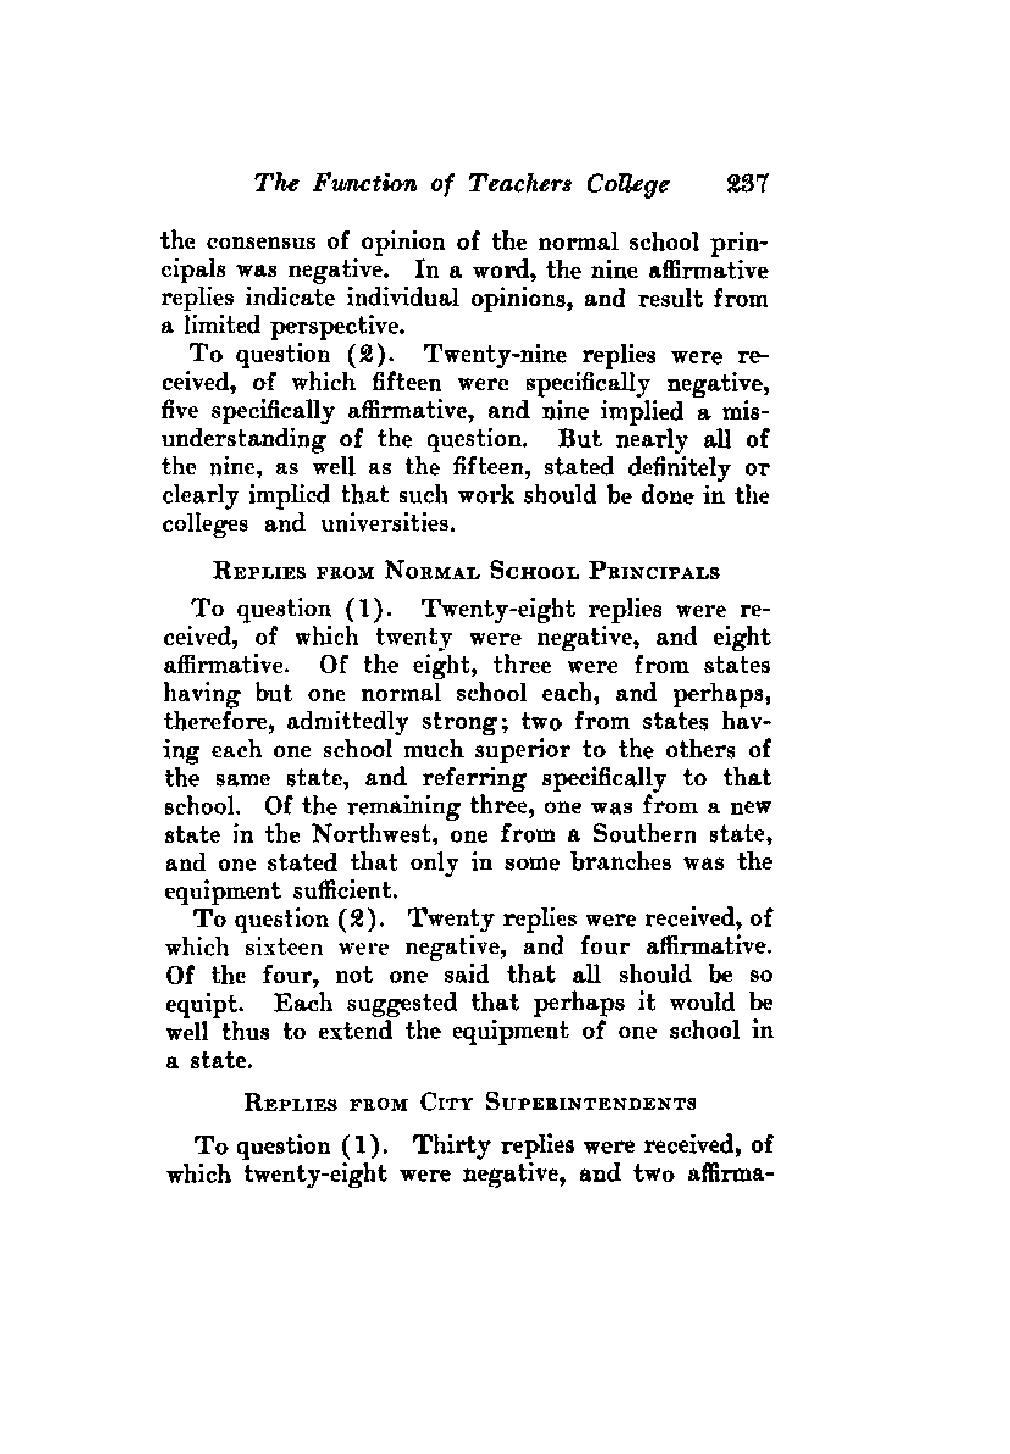 The Function of Teachers College 237
the consensus of opinion of the normal school prin-
cipals was negative. In a word, the nine affirmative
replies indicate individual opinions, and result from
a limited perspective.
To question (2). Twenty-nine replies were re-
ceived, of which fifteen were specifically negative,
five specifically affirmative, and nine implied a mis-
understanding of the question. But nearly all of
the nine, as well as the fifteen, stated definitely or
clearly implied that such work should be done in the
colleges and universities.
REPLIES FROM NORMAL SCHOOL PRINCIPALS
To question (1). Twenty-eight replies were re-
ceived, of which twenty were negative, and eight
affirmative. Of the eight, three were from states
having but one normal school each, and perhaps,
therefore, admittedly strong; two from states hav-
ing each one school much superior to the others of
the same state, and referring specifically to that
school. Of the remaining three, one was from a new
state in the Northwest, one from a Southern state,
and one stated that only in some branches was the
equipment sufficient.
To question (2). Twenty replies were received, of
which sixteen were negative, and four affirmative.
Of the four, not one said that all should be so
equipt. Each suggested that perhaps it would be
well thus to extend the equipment of one school in
a state.
REPLIES FROM CITY SUPERINTENDENTS
To question (1). Thirty replies were received, of
which twenty-eight were negative, and two affirma-